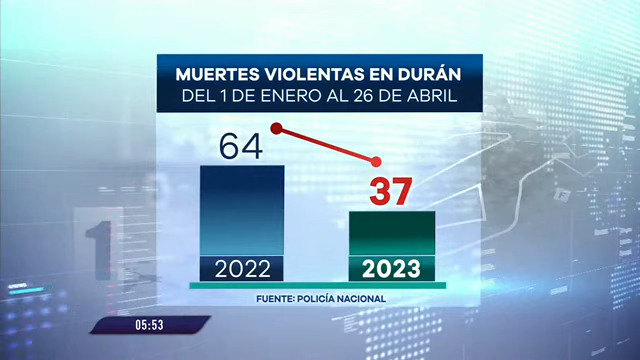 MUERTES VIOLENTAS EN DURÁN
DEL 1 DE ENERO AL 26 DE ABRIL
64
37
2022
2023
FUENTE: POLICÍA NACIONAL
1
05:53